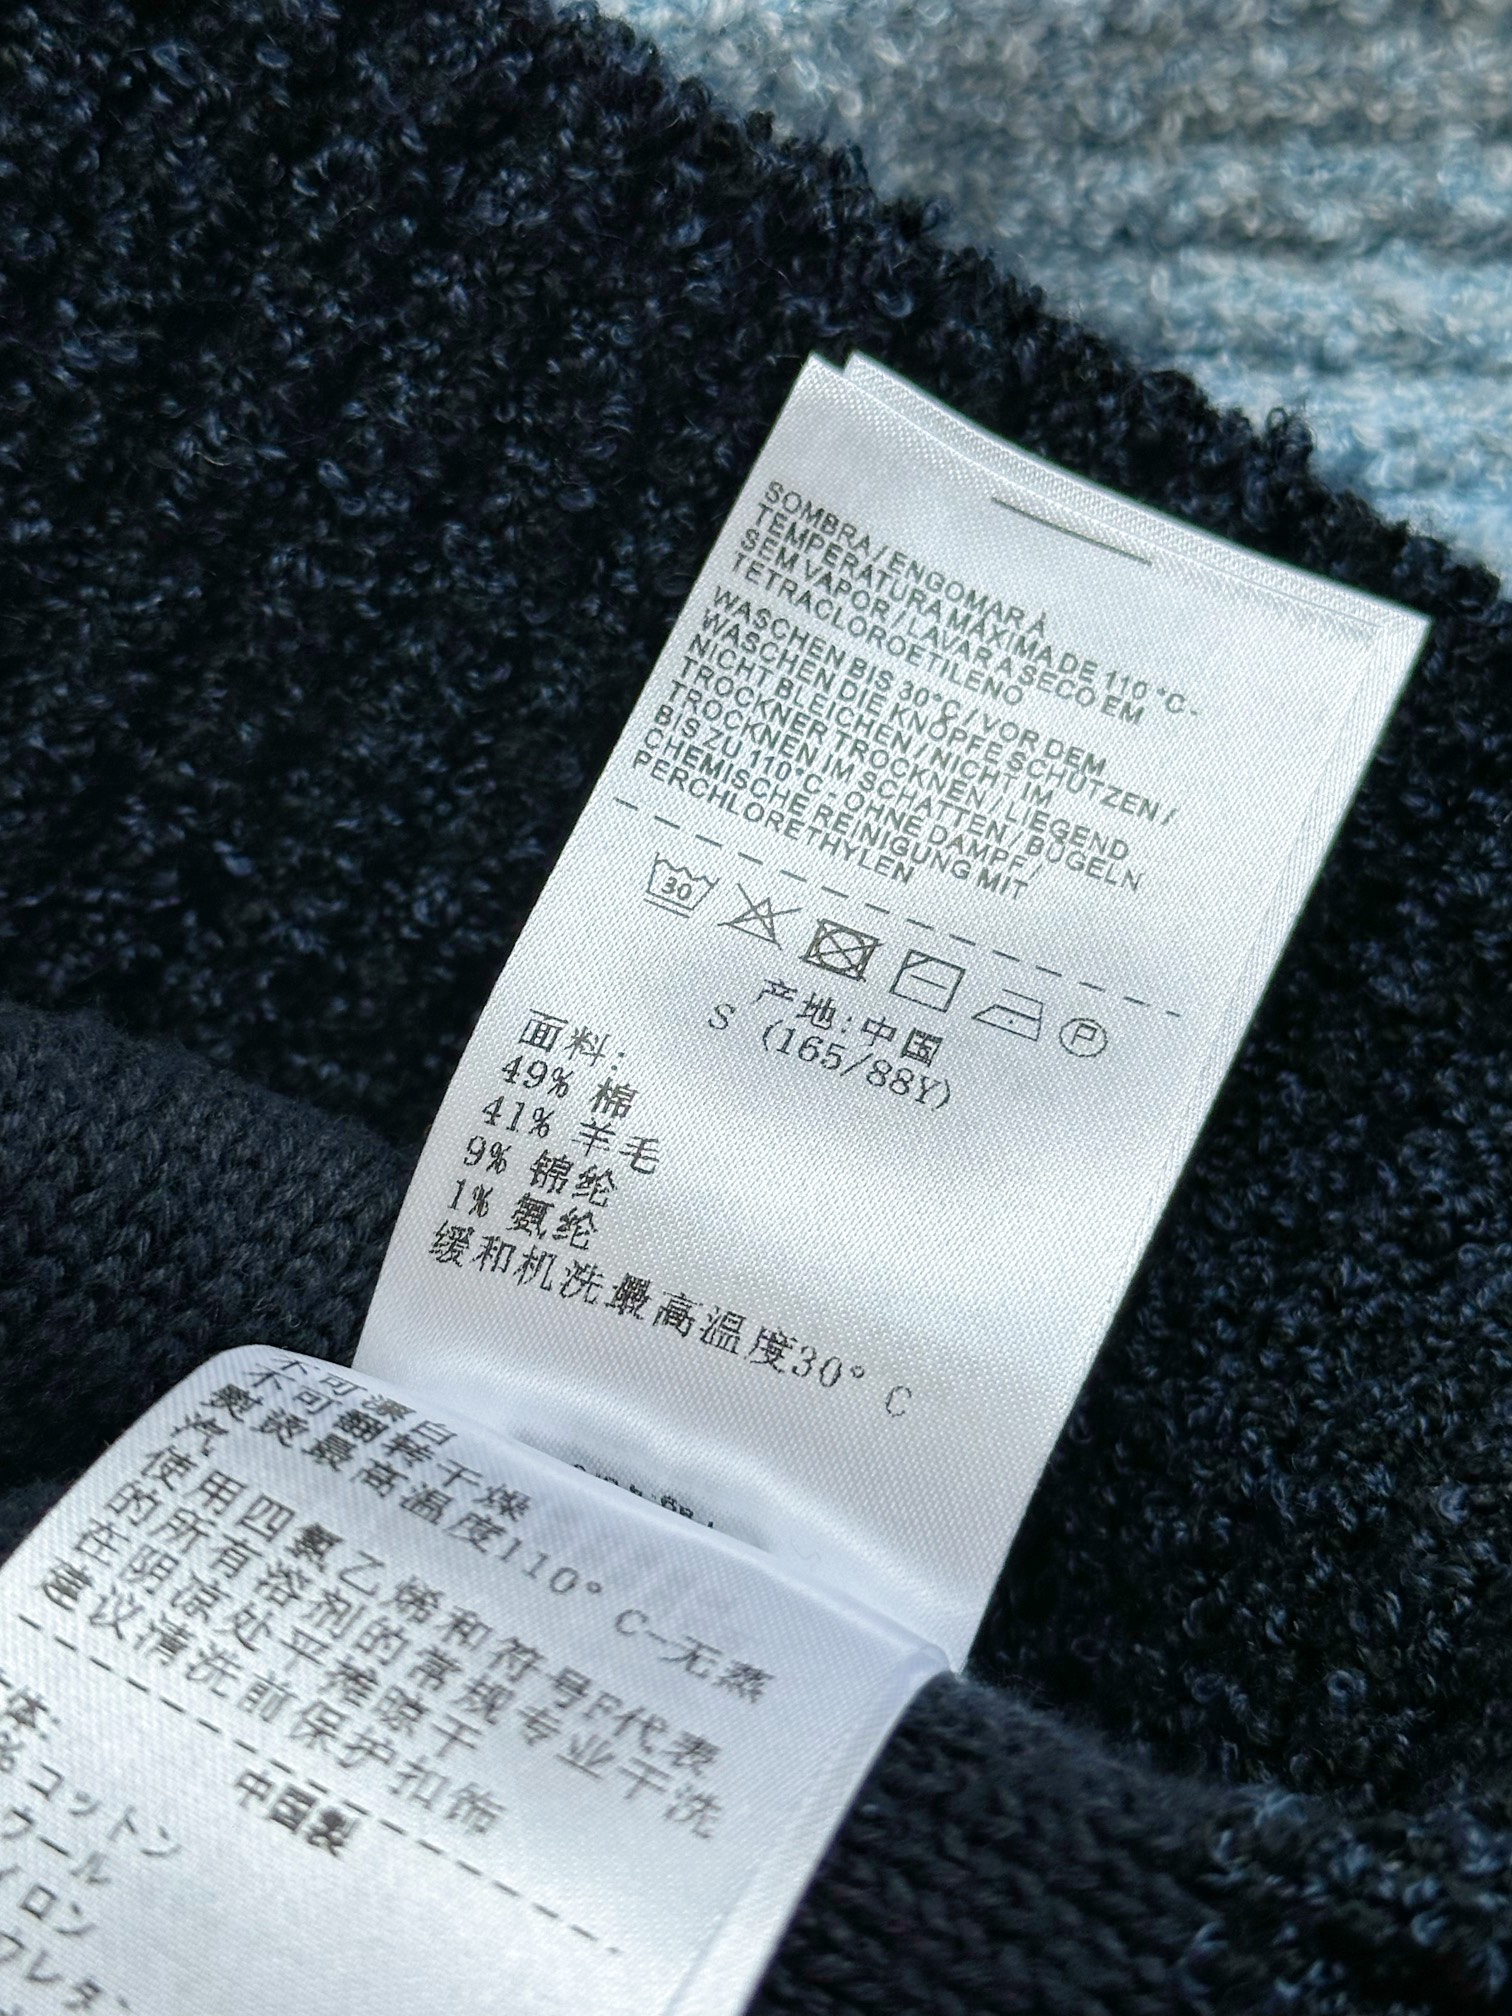 SOMBRA / ENGOMAR À
TEMPERATURA MÁXIMA DE 110 °C -
SEM VAPOR / LAVAR A SECO EM
TETRACLOROETILENO
WASCHEN BIS 30°C / VOR DEM
WASCHEN DIE KNÖPFE SCHÜTZEN /
NICHT BLEICHEN / NICHT IM
TROCKNER TROCKNEN / LIEGEND
TROCKNEN IM SCHATTEN / BÜGELN
BIS ZU 110°C - OHNE DAMPF /
CHEMISCHE REINIGUNG MIT
PERCHLORETHYLEN
30
P
产地:中国
S (165/88Y)
面料:
49% 棉
41% 羊毛
9% 锦纶
1% 氨纶
缓和机洗最高温度30° C
不可漂白
不可翻转干燥
熨烫最高温度110° C-无蒸
汽
使用四氯乙烯和符号F代表
的所有溶剂的常规专业干洗
在阴凉处平摊晾干
建议清洗前保护扣饰
中国製
体:
% コットン
ウール
イロン
ウレタ